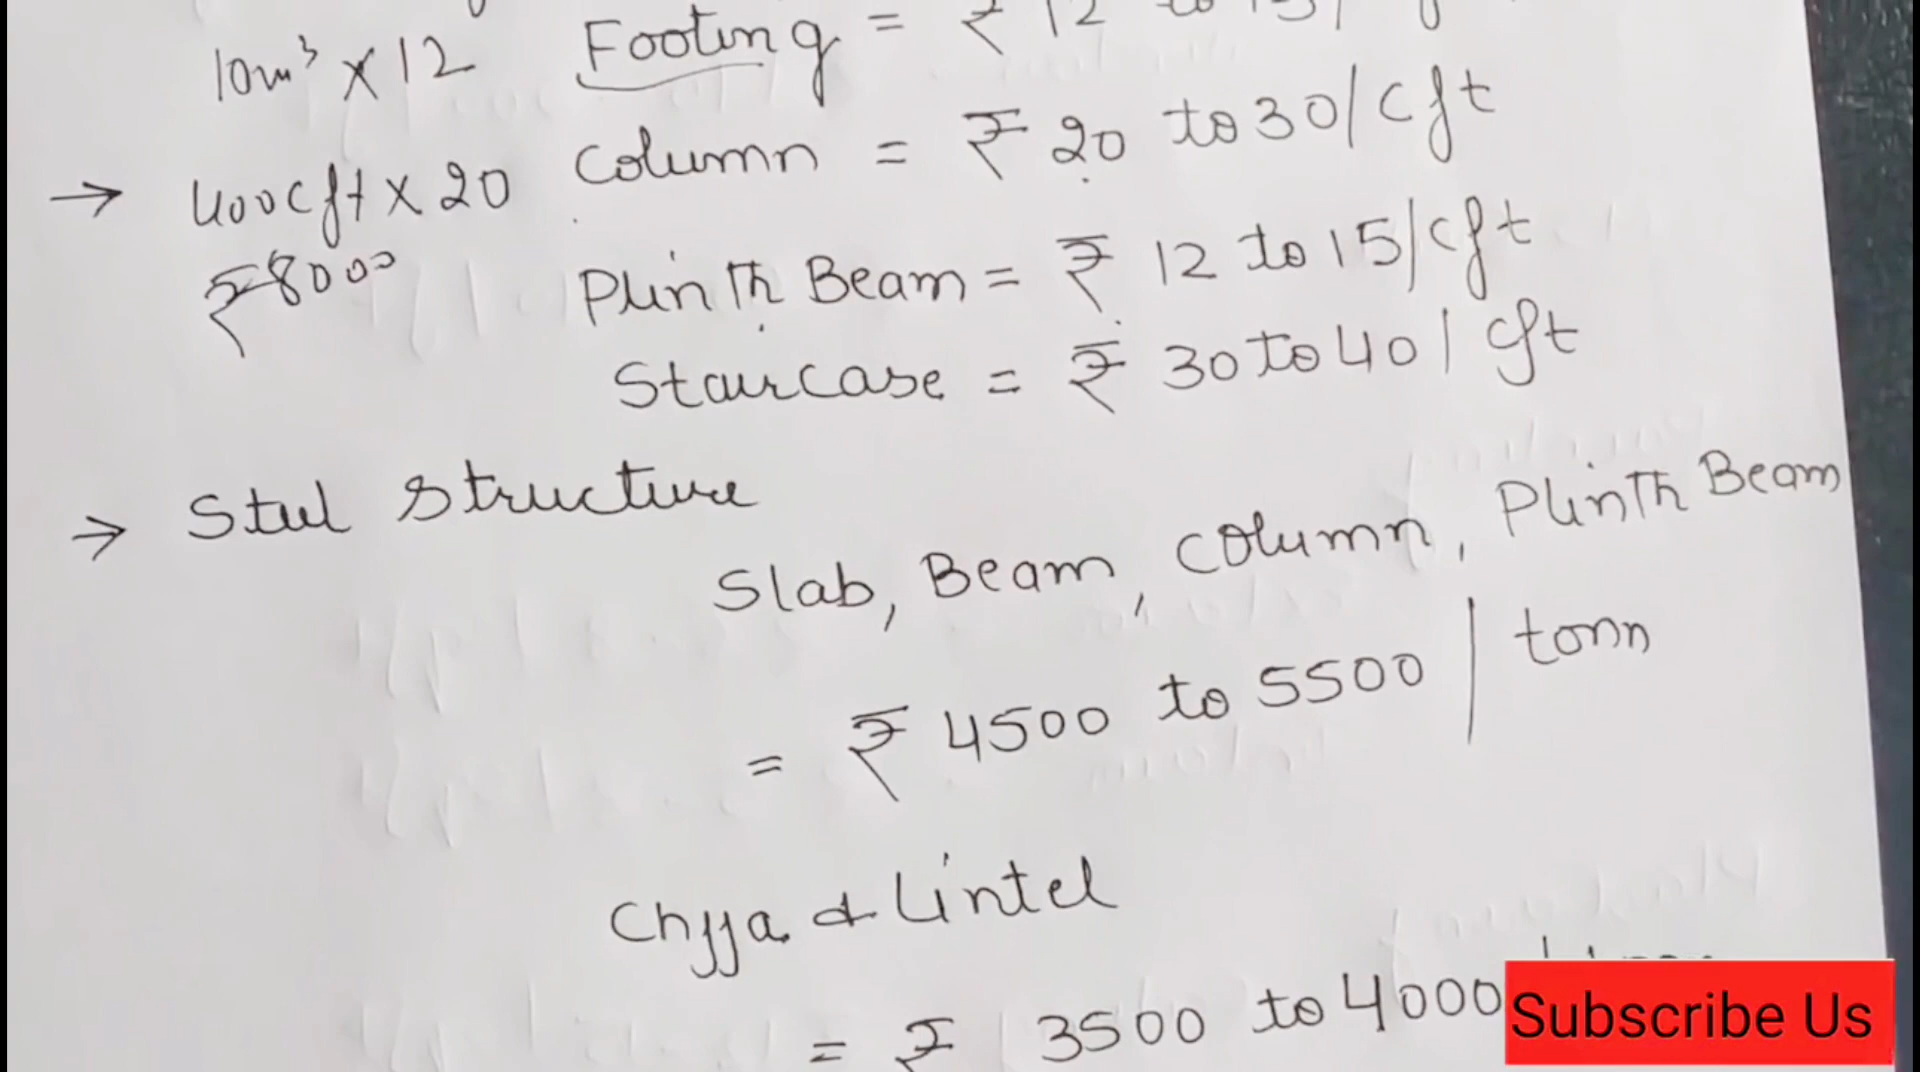 10m³ × 12 Footing = ₹ 12 to 15/
→ 400cft × 20 Column = ₹ 20 to 30/cft
₹8000 Plinth Beam = ₹ 12 to 15/cft
Staircase = ₹ 30 to 40/cft
→ Steel structure
Slab, Beam, column, Plinth Beam
= ₹ 4500 to 5500 / tonn
Chjja & Lintel
= ₹ 3500 to 4000
Subscribe Us